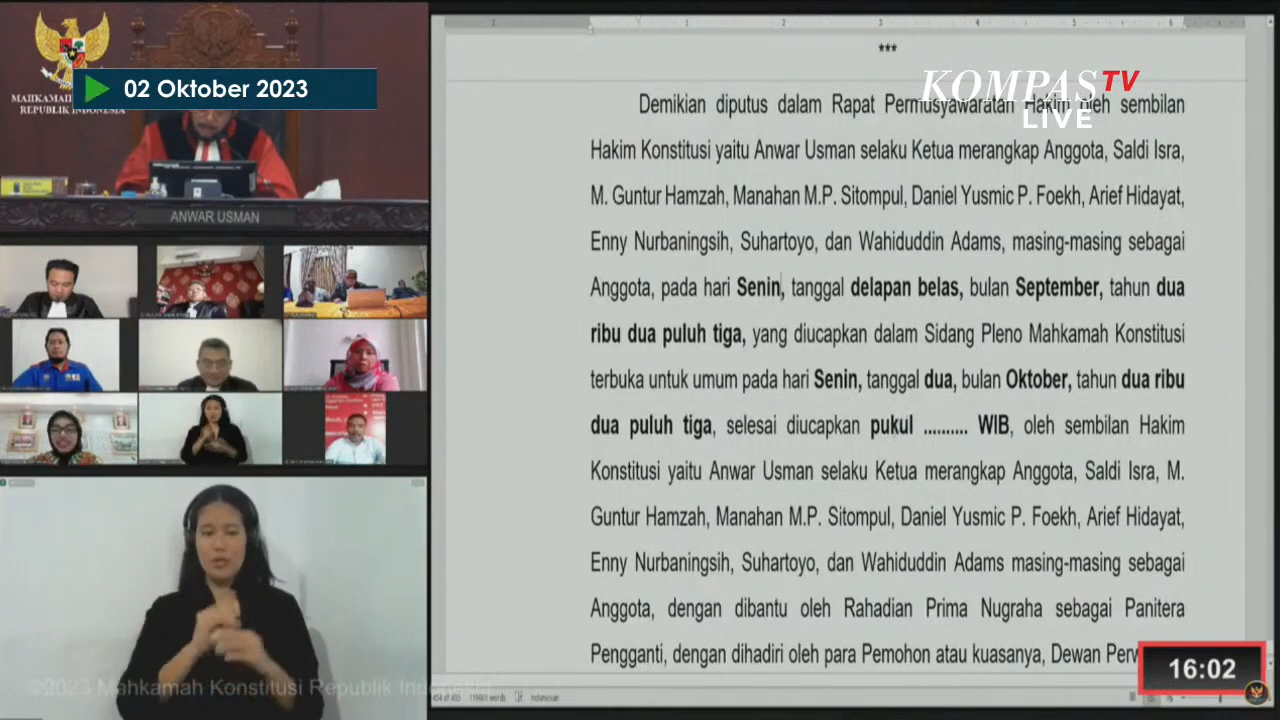 02 Oktober 2023
MAHKAMAH
REPUBLIK INDONESIA
ANWAR USMAN
KOMPAS TV
LIVE
***
Demikian diputus dalam Rapat Permusyawaratan Hakim oleh sembilan
Hakim Konstitusi yaitu Anwar Usman selaku Ketua merangkap Anggota, Saldi Isra,
M. Guntur Hamzah, Manahan M.P. Sitompul, Daniel Yusmic P. Foekh, Arief Hidayat,
Enny Nurbaningsih, Suhartoyo, dan Wahiduddin Adams, masing-masing sebagai
Anggota, pada hari Senin, tanggal delapan belas, bulan September, tahun dua
ribu dua puluh tiga, yang diucapkan dalam Sidang Pleno Mahkamah Konstitusi
terbuka untuk umum pada hari Senin, tanggal dua, bulan Oktober, tahun dua ribu
dua puluh tiga, selesai diucapkan pukul .......... WIB, oleh sembilan Hakim
Konstitusi yaitu Anwar Usman selaku Ketua merangkap Anggota, Saldi Isra, M.
Guntur Hamzah, Manahan M.P. Sitompul, Daniel Yusmic P. Foekh, Arief Hidayat,
Enny Nurbaningsih, Suhartoyo, dan Wahiduddin Adams masing-masing sebagai
Anggota, dengan dibantu oleh Rahadian Prima Nugraha sebagai Panitera
Pengganti, dengan dihadiri oleh para Pemohon atau kuasanya, Dewan
16:02
2023 Mahkamah Konstitusi Republik Indonesia
Indonesian